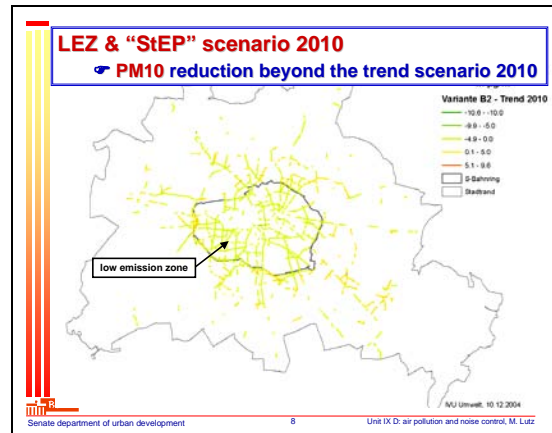 LEZ & “StEP” scenario 2010
☛ PM10 reduction beyond the trend scenario 2010
Variante B2 - Trend 2010
-10.6 - -10.0
-9.9 - -5.0
-4.9 - 0.0
0.1 - 5.0
5.1 - 9.6
S-Bahnring
Stadtrand
low emission zone
IVU Umwelt, 10.12.2004
Senate department of urban development
8
Unit IX D: air pollution and noise control, M. Lutz